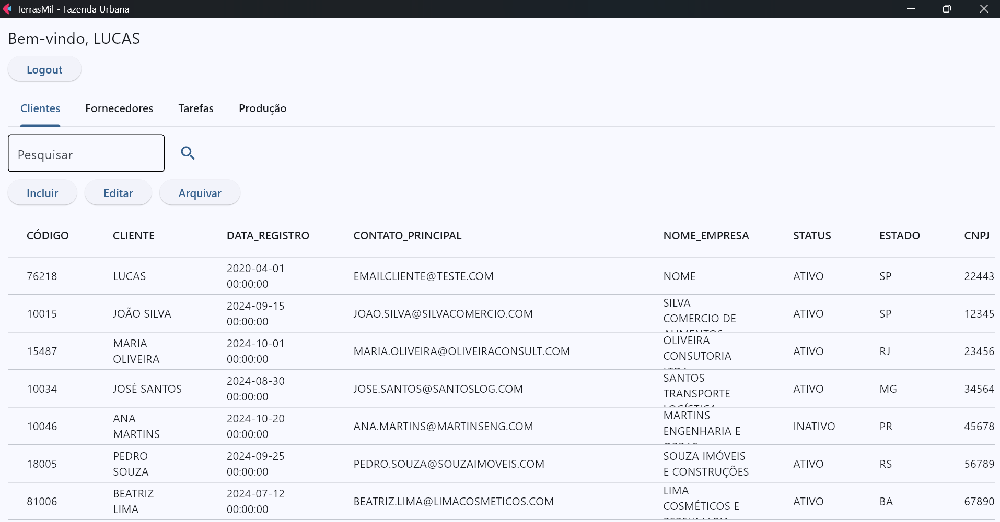 TerrasMil - Fazenda Urbana
Bem-vindo, LUCAS
Logout
Clientes Fornecedores Tarefas Produção
Pesquisar
Incluir Editar Arquivar
CÓDIGO CLIENTE DATA_REGISTRO CONTATO_PRINCIPAL NOME_EMPRESA STATUS ESTADO CNPJ
76218 LUCAS 2020-04-01 00:00:00 EMAILCLIENTE@TESTE.COM NOME ATIVO SP 22443
10015 JOÃO SILVA 2024-09-15 00:00:00 JOAO.SILVA@SILVACOMERCIO.COM SILVA COMERCIO DE ATIVO SP 12345
15487 MARIA OLIVEIRA 2024-10-01 00:00:00 MARIA.OLIVEIRA@OLIVEIRACONSULT.COM OLIVEIRA CONSUTORIA ATIVO RJ 23456
10034 JOSÉ SANTOS 2024-08-30 00:00:00 JOSE.SANTOS@SANTOSLOG.COM SANTOS TRANSPORTE ATIVO MG 34564
10046 ANA MARTINS 2024-10-20 00:00:00 ANA.MARTINS@MARTINSENG.COM MARTINS ENGENHARIA E INATIVO PR 45678
18005 PEDRO SOUZA 2024-09-25 00:00:00 PEDRO.SOUZA@SOUZAIMOVEIS.COM SOUZA IMÓVEIS E CONSTRUÇÕES ATIVO RS 56789
81006 BEATRIZ LIMA 2024-07-12 00:00:00 BEATRIZ.LIMA@LIMACOSMETICOS.COM LIMA COSMÉTICOS E ATIVO BA 67890